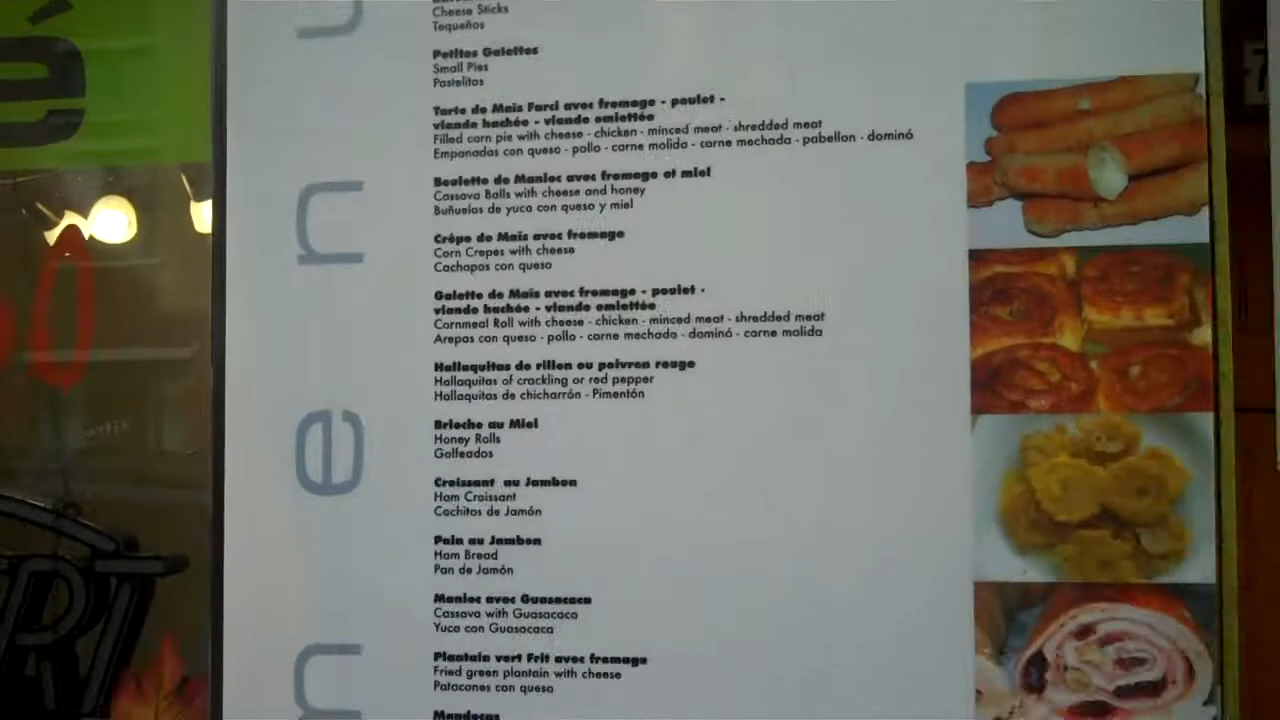 é
menu
Cheese Sticks
Tequeños
Petites Galettes
Small Pies
Pastelitos
Tarte de Maïs Farci avec fromage - poulet -
viande hachée - viande emiettée
Filled corn pie with cheese - chicken - minced meat - shredded meat
Empanadas con queso - pollo - carne molida - carne mechada - pabellon - dominó
Boulette de Manioc avec fromage et miel
Cassava Balls with cheese and honey
Buñuelos de yuca con queso y miel
Crêpe de Maïs avec fromage
Corn Crepes with cheese
Cachapas con queso
Galette de Maïs avec fromage - poulet -
viande hachée - viande emiettée
Cornmeal Roll with cheese - chicken - minced meat - shredded meat
Arepas con queso - pollo - carne mechada - dominó - carne molida
Hallaquitas de rillon ou poivron rouge
Hallaquitas of crackling or red pepper
Hallaquitas de chicharrón - Pimentón
Brioche au Miel
Honey Rolls
Golfeados
Croissant au Jambon
Ham Croissant
Cachitos de Jamón
Pain au Jambon
Ham Bread
Pan de Jamón
Manioc avec Guasacaca
Cassava with Guasacaca
Yuca con Guasacaca
Plantain vert Frit avec fromage
Fried green plantain with cheese
Patacones con queso
Mandocas